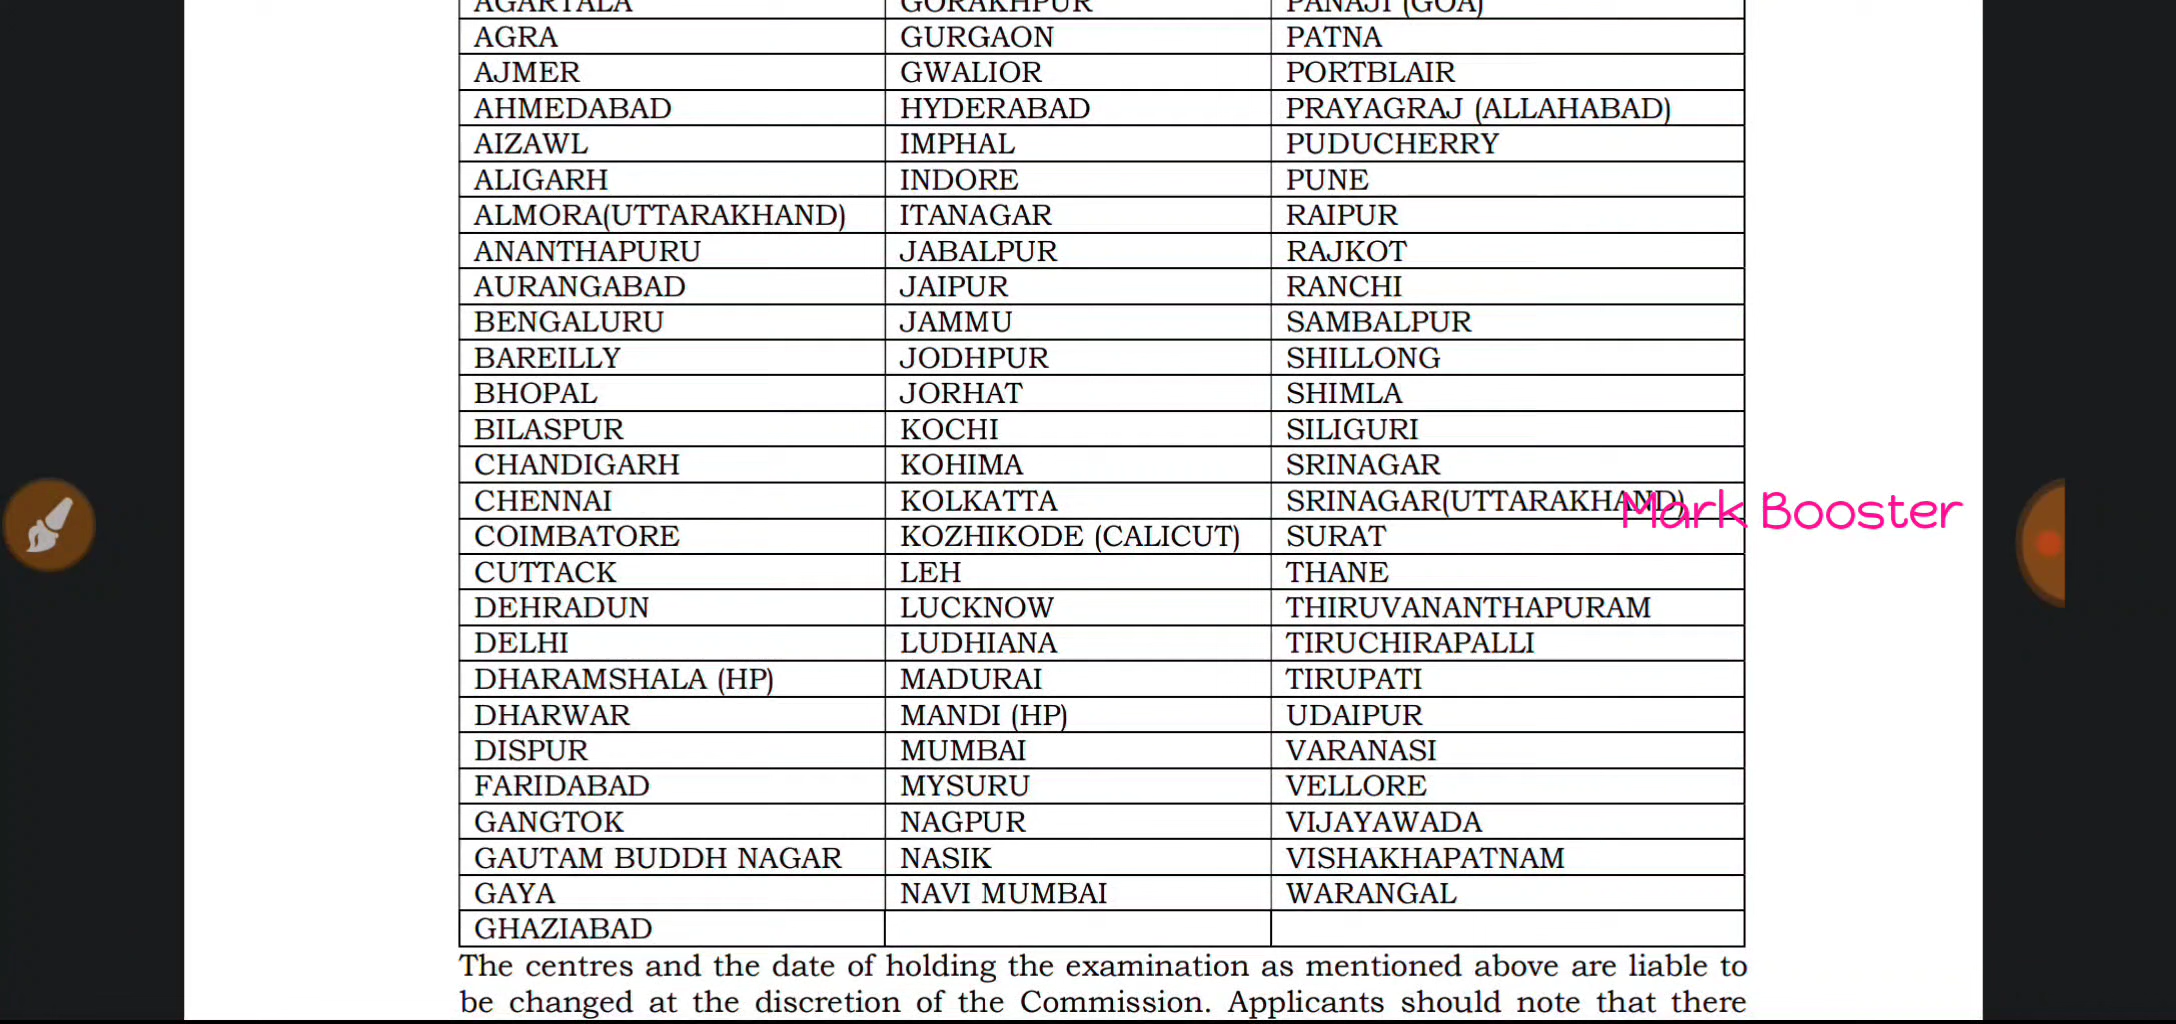 AGARTALA GORAKHPUR PANAJI (GOA)
AGRA GURGAON PATNA
AJMER GWALIOR PORTBLAIR
AHMEDABAD HYDERABAD PRAYAGRAJ (ALLAHABAD)
AIZAWL IMPHAL PUDUCHERRY
ALIGARH INDORE PUNE
ALMORA(UTTARAKHAND) ITANAGAR RAIPUR
ANANTHAPURU JABALPUR RAJKOT
AURANGABAD JAIPUR RANCHI
BENGALURU JAMMU SAMBALPUR
BAREILLY JODHPUR SHILLONG
BHOPAL JORHAT SHIMLA
BILASPUR KOCHI SILIGURI
CHANDIGARH KOHIMA SRINAGAR
CHENNAI KOLKATTA SRINAGAR(UTTARAKHAND)
Mark Booster
COIMBATORE KOZHIKODE (CALICUT) SURAT
CUTTACK LEH THANE
DEHRADUN LUCKNOW THIRUVANANTHAPURAM
DELHI LUDHIANA TIRUCHIRAPALLI
DHARAMSHALA (HP) MADURAI TIRUPATI
DHARWAR MANDI (HP) UDAIPUR
DISPUR MUMBAI VARANASI
FARIDABAD MYSURU VELLORE
GANGTOK NAGPUR VIJAYAWADA
GAUTAM BUDDH NAGAR NASIK VISHAKHAPATNAM
GAYA NAVI MUMBAI WARANGAL
GHAZIABAD
The centres and the date of holding the examination as mentioned above are liable to
be changed at the discretion of the Commission. Applicants should note that there